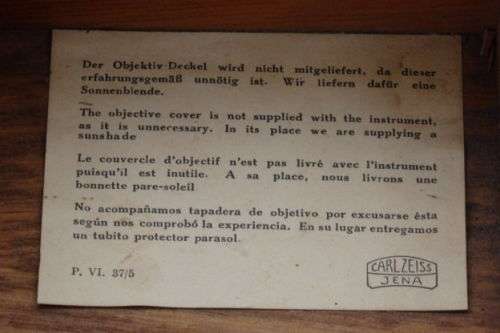 Der Objektiv-Deckel wird nicht mitgeliefert, da dieser
erfahrungsgemäß unnötig ist. Wir liefern dafür eine
Sonnenblende.
The objective cover is not supplied with the instrument,
as it is unnecessary. In its place we are supplying a
sunshade
Le couvercle d'objectif n'est pas livré avec l'instrument
puisqu'il est inutile. A sa place, nous livrons une
bonnette pare-soleil
No acompañamos tapadera de objetivo por excusarse ésta
según nos comprobó la experiencia. En su lugar entregamos
un tubito protector parasol.
P. VI. 37/5
CARL ZEISS
JENA